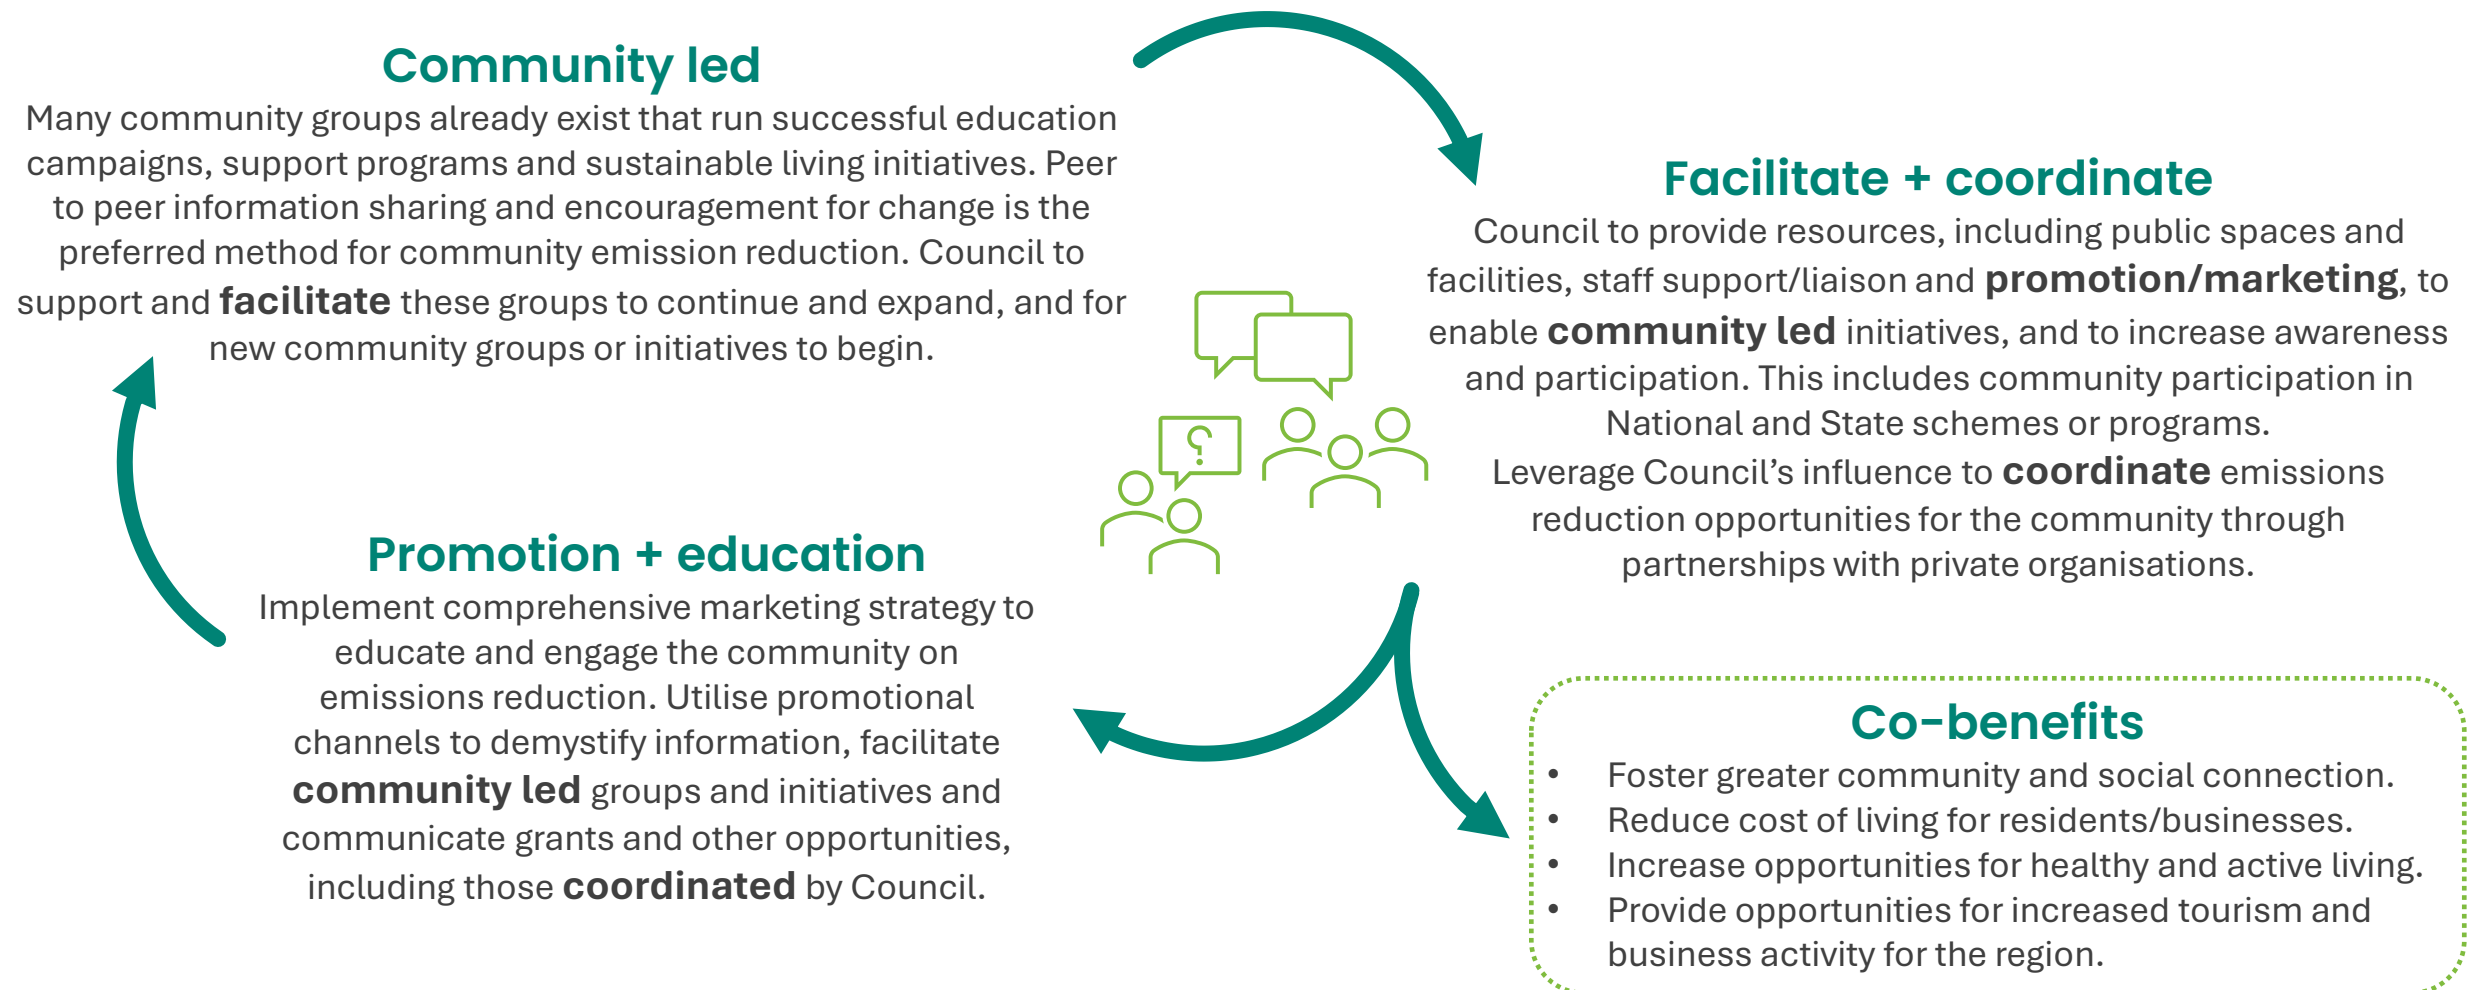 Community led
Many community groups already exist that run successful education
campaigns, support programs and sustainable living initiatives. Peer
to peer information sharing and encouragement for change is the
preferred method for community emission reduction. Council to
support and facilitate these groups to continue and expand, and for
new community groups or initiatives to begin.
Facilitate + coordinate
Council to provide resources, including public spaces and
facilities, staff support/liaison and promotion/marketing, to
enable community led initiatives, and to increase awareness
and participation. This includes community participation in
National and State schemes or programs.
Leverage Council’s influence to coordinate emissions
reduction opportunities for the community through
partnerships with private organisations.
?
Promotion + education
Implement comprehensive marketing strategy to
educate and engage the community on
emissions reduction. Utilise promotional
channels to demystify information, facilitate
community led groups and initiatives and
communicate grants and other opportunities,
including those coordinated by Council.
Co-benefits
• Foster greater community and social connection.
• Reduce cost of living for residents/businesses.
• Increase opportunities for healthy and active living.
• Provide opportunities for increased tourism and
business activity for the region.